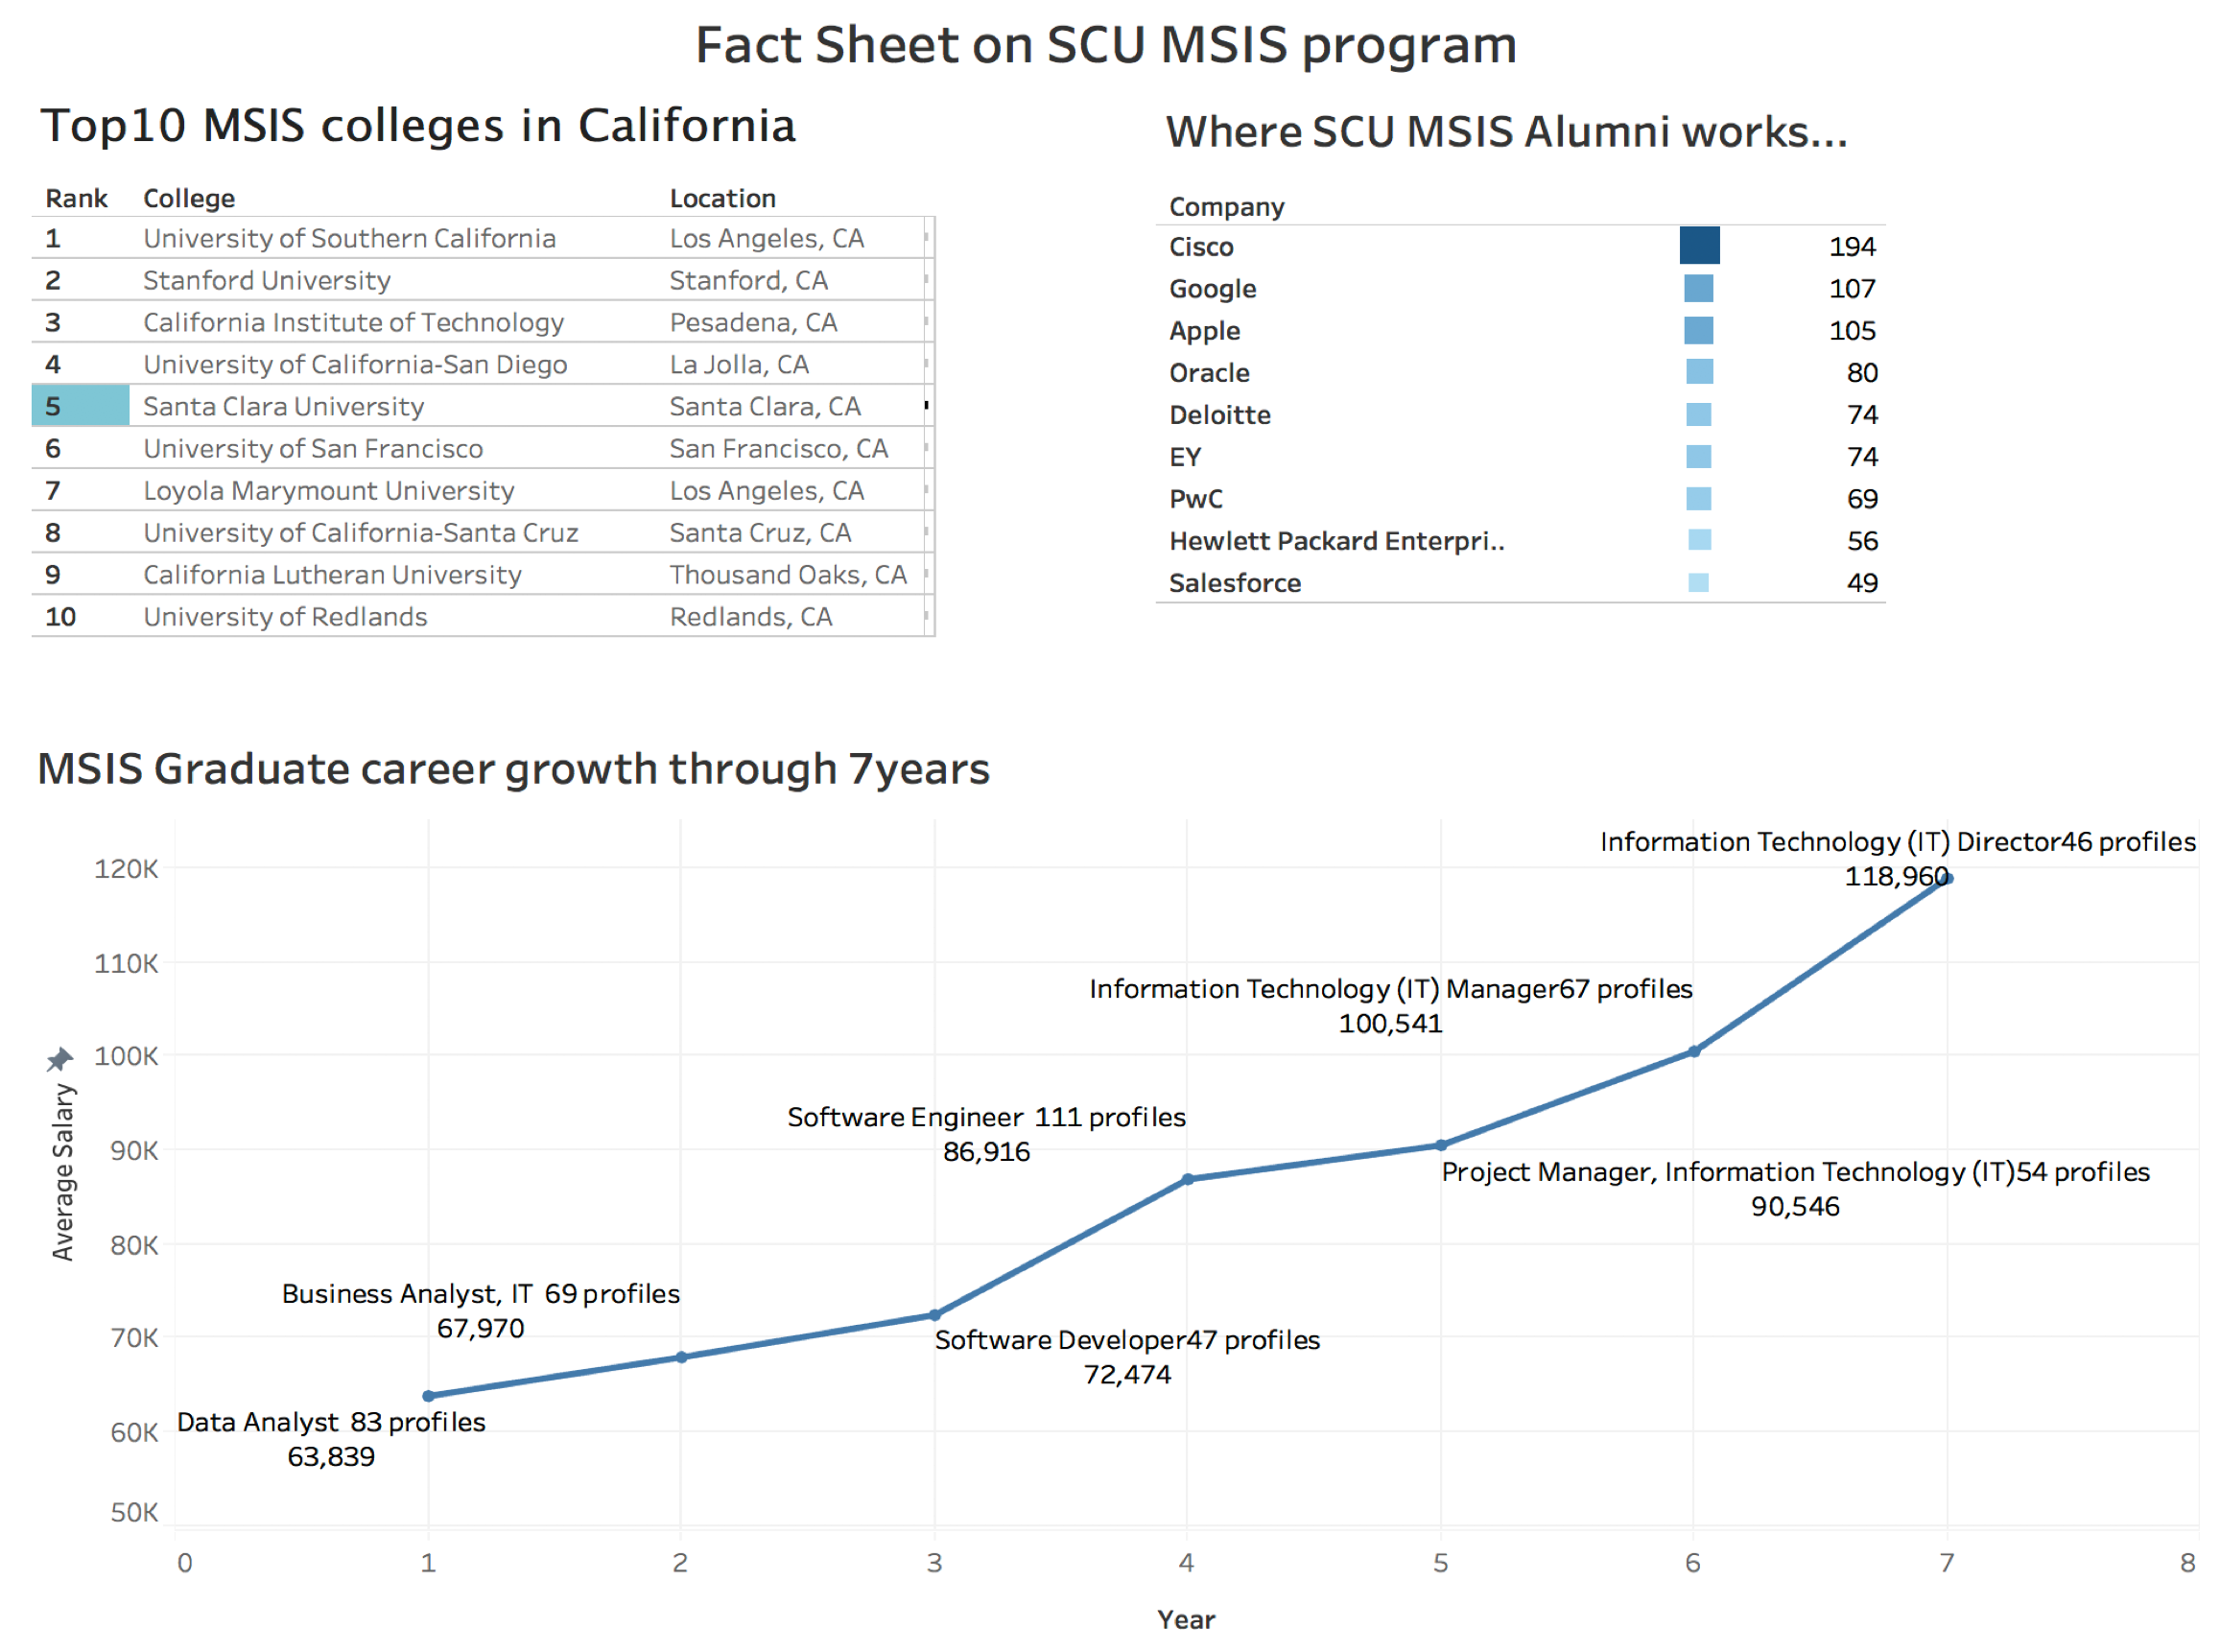 Fact Sheet on SCU MSIS program
Top10 MSIS colleges in California
Rank College Location
1 University of Southern California Los Angeles, CA
2 Stanford University Stanford, CA
3 California Institute of Technology Pesadena, CA
4 University of California-San Diego La Jolla, CA
5 Santa Clara University Santa Clara, CA
6 University of San Francisco San Francisco, CA
7 Loyola Marymount University Los Angeles, CA
8 University of California-Santa Cruz Santa Cruz, CA
9 California Lutheran University Thousand Oaks, CA
10 University of Redlands Redlands, CA
Where SCU MSIS Alumni works...
Company
Cisco 194
Google 107
Apple 105
Oracle 80
Deloitte 74
EY 74
PwC 69
Hewlett Packard Enterpri.. 56
Salesforce 49
MSIS Graduate career growth through 7years
Average Salary
120K
110K
100K
90K
80K
70K
60K
50K
Information Technology (IT) Director46 profiles
118,960
Information Technology (IT) Manager67 profiles
100,541
Software Engineer 111 profiles
86,916
Project Manager, Information Technology (IT)54 profiles
90,546
Business Analyst, IT 69 profiles
67,970
Software Developer47 profiles
72,474
Data Analyst 83 profiles
63,839
0 1 2 3 4 5 6 7 8
Year